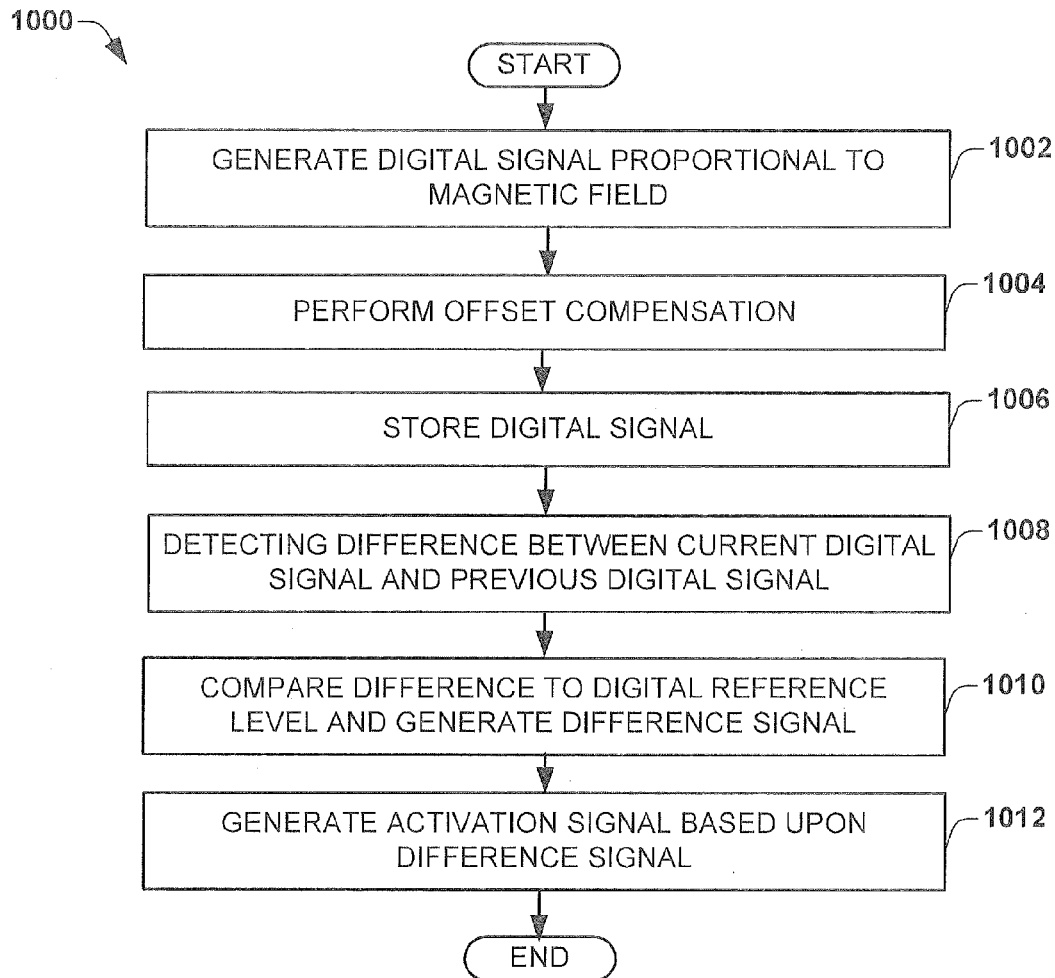 1000
START
GENERATE DIGITAL SIGNAL PROPORTIONAL TO
MAGNETIC FIELD
1002
PERFORM OFFSET COMPENSATION
1004
STORE DIGITAL SIGNAL
1006
DETECTING DIFFERENCE BETWEEN CURRENT DIGITAL
SIGNAL AND PREVIOUS DIGITAL SIGNAL
1008
COMPARE DIFFERENCE TO DIGITAL REFERENCE
LEVEL AND GENERATE DIFFERENCE SIGNAL
1010
GENERATE ACTIVATION SIGNAL BASED UPON
DIFFERENCE SIGNAL
1012
END